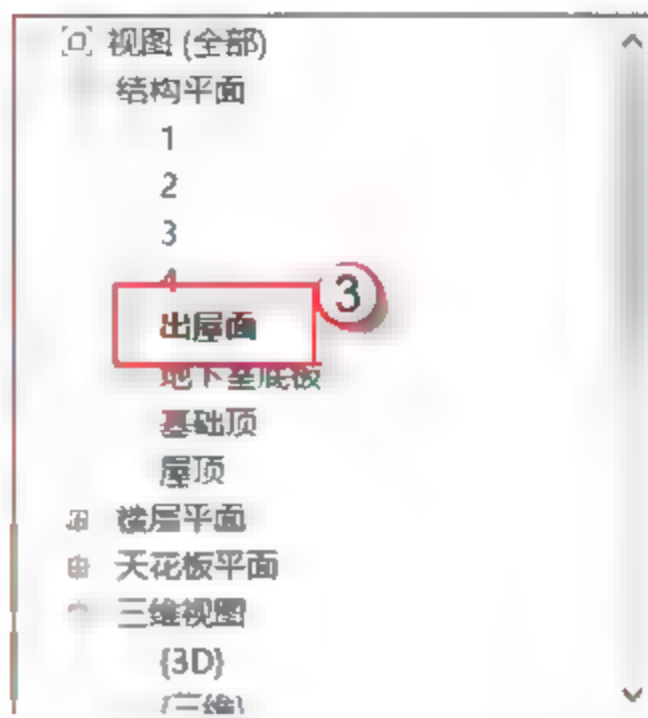 视图 (全部)
结构平面
1
2
3
4
出屋面
3
地下室底板
基础顶
屋顶
楼层平面
天花板平面
三维视图
{3D}
{三维}